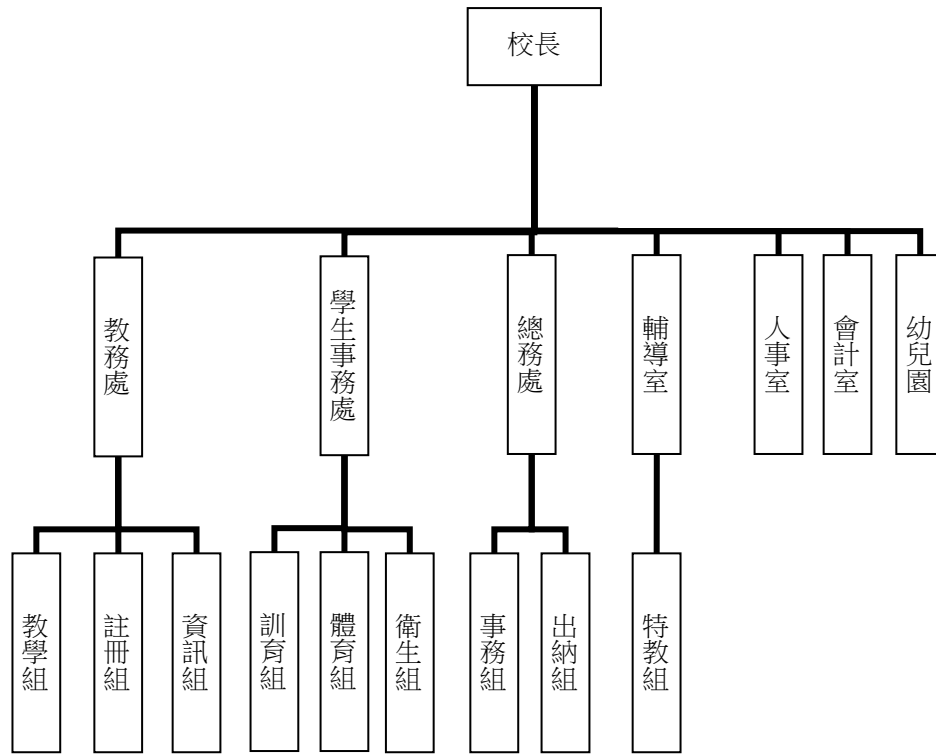 校長
教務處
學生事務處
總務處
輔導室
人事室
會計室
幼兒園
教學組
註冊組
資訊組
訓育組
體育組
衛生組
事務組
出納組
特教組